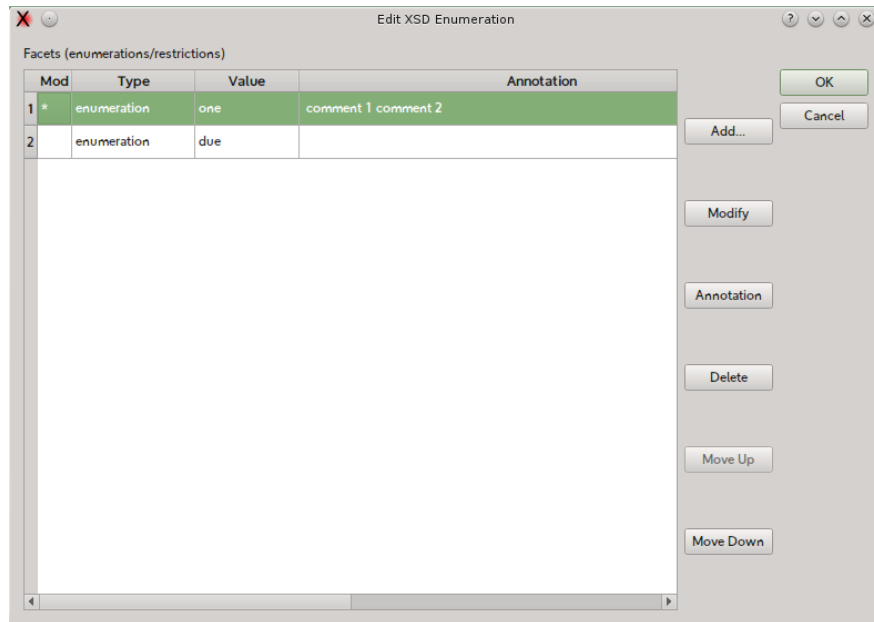 Edit XSD Enumeration
Facets (enumerations/restrictions)
Mod Type Value Annotation
1 * enumeration one comment 1 comment 2
2 enumeration due
OK
Cancel
Add...
Modify
Annotation
Delete
Move Up
Move Down